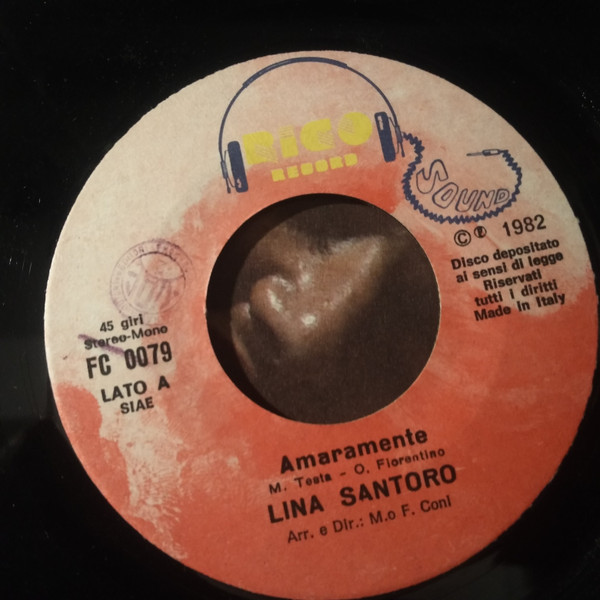 RICO
RECORD
SOUND
© ℗ 1982
Disco depositato
ai sensi di legge
Riservati
tutti i diritti
Made in Italy
45 giri
Stereo-Mono
FC 0079
LATO A
SIAE
Amaramente
M. Testa - O. Fiorentino
LINA SANTORO
Arr. e Dir.: M.o F. Coni